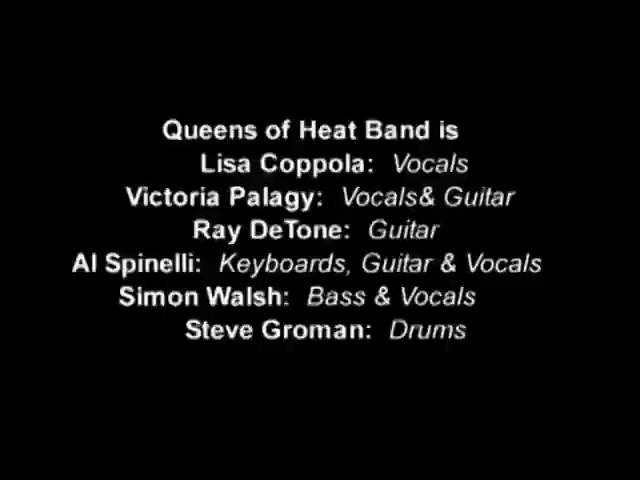 Queens of Heat Band is
Lisa Coppola: Vocals
Victoria Palagy: Vocals& Guitar
Ray DeTone: Guitar
Al Spinelli: Keyboards, Guitar & Vocals
Simon Walsh: Bass & Vocals
Steve Groman: Drums